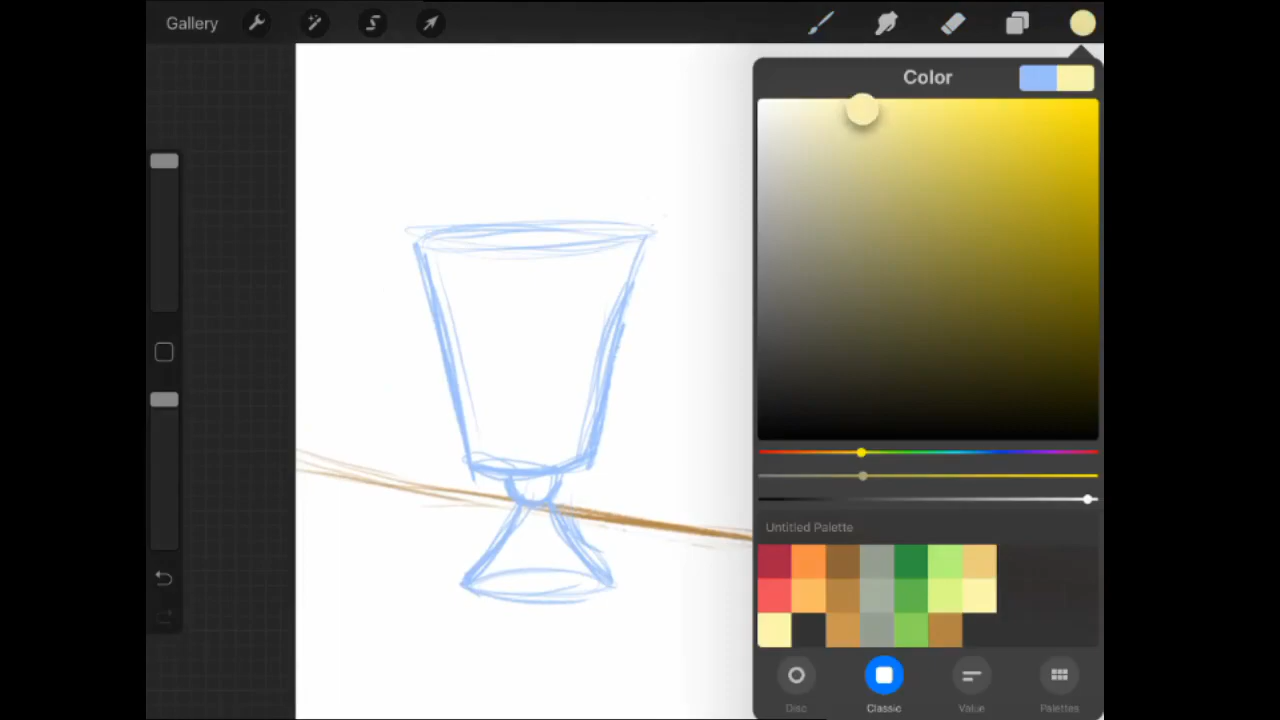 Gallery
Color
Untitled Palette
Disc
Classic
Value
Palettes